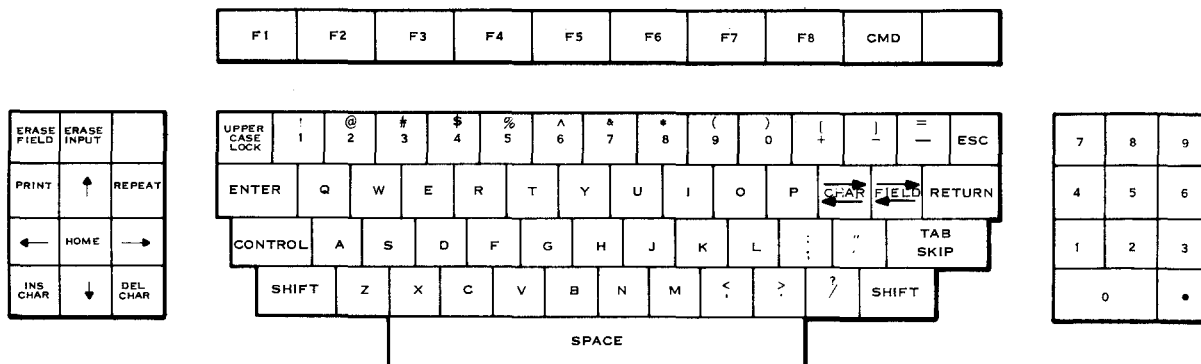 F1 F2 F3 F4 F5 F6 F7 F8 CMD
ERASE FIELD ERASE INPUT
PRINT ↑ REPEAT
← HOME →
INS CHAR ↓ DEL CHAR
UPPER CASE LOCK ! 1 @ 2 # 3 $ 4 % 5 ^ 6 & 7 * 8 ( 9 ) 0 [ + ] - = — ESC
ENTER Q W E R T Y U I O P CHAR FIELD RETURN
CONTROL A S D F G H J K L : ; " ' TAB SKIP
SHIFT Z X C V B N M < , > . ? / SHIFT
SPACE
7 8 9
4 5 6
1 2 3
0 •